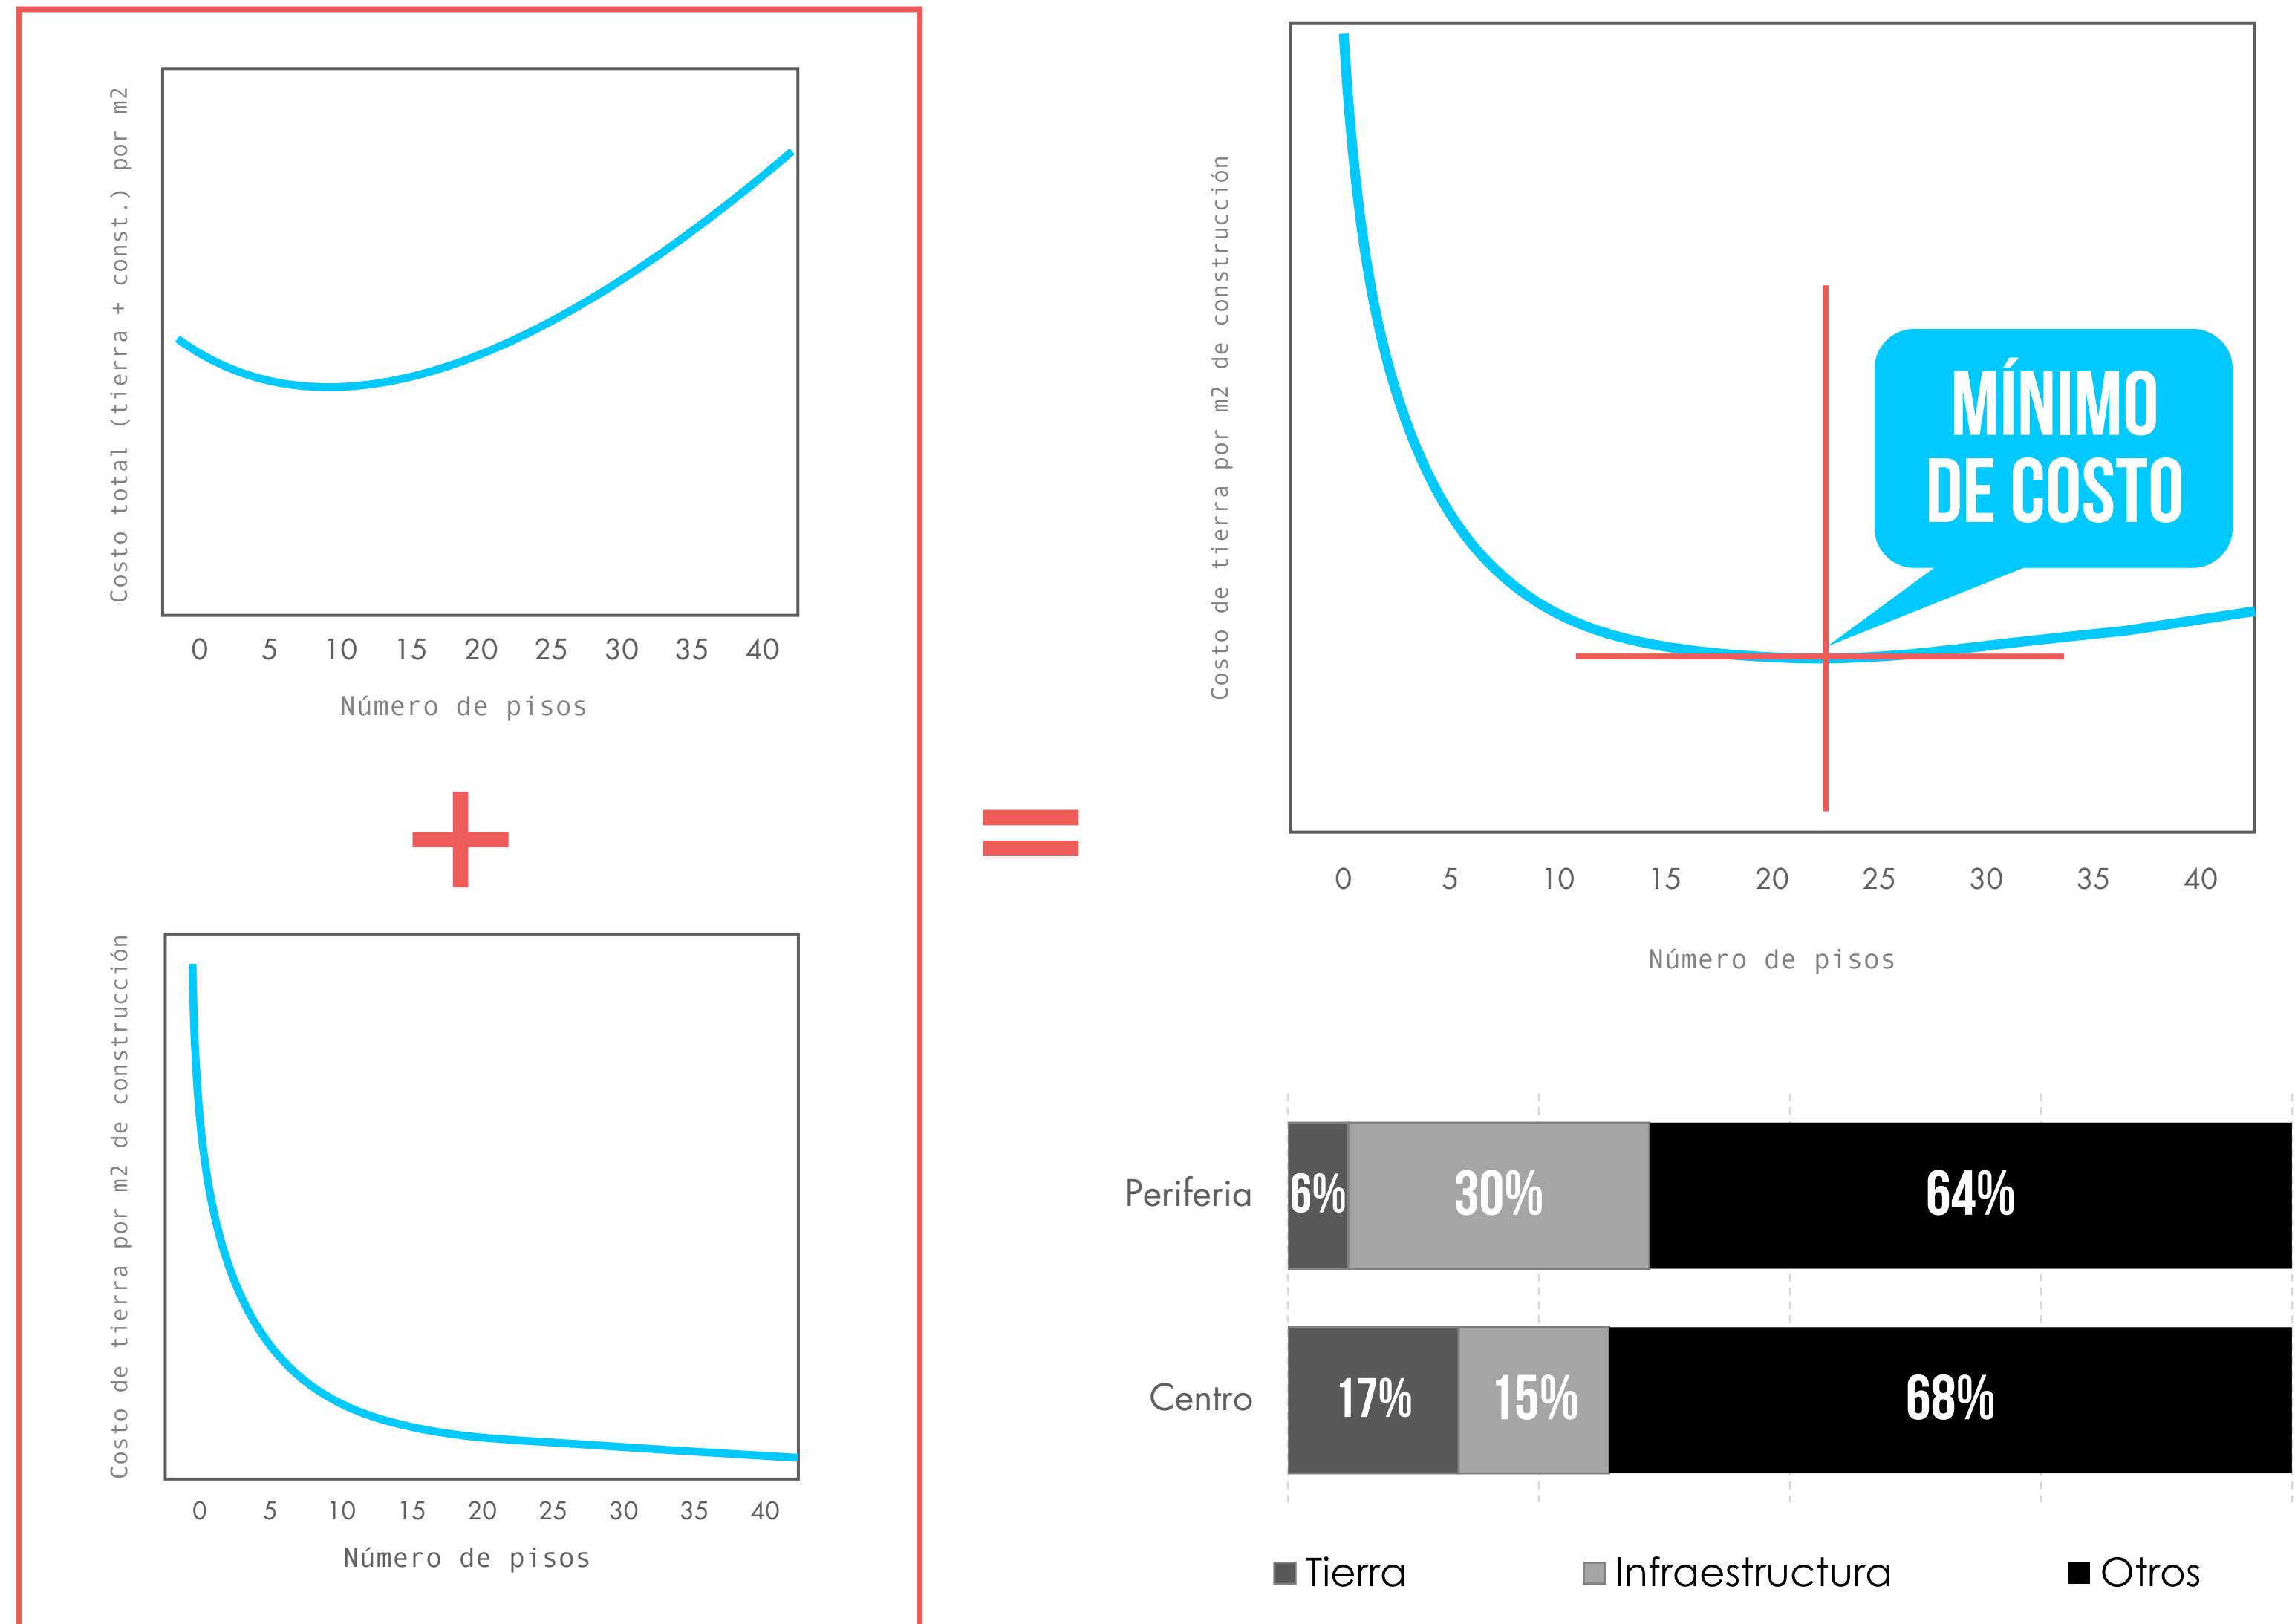 Costo total (tierra + const.) por m2
0 5 10 15 20 25 30 35 40
Número de pisos
+
Costo de tierra por m2 de construcción
0 5 10 15 20 25 30 35 40
Número de pisos
=
Costo de tierra por m2 de construcción
MÍNIMO
DE COSTO
0 5 10 15 20 25 30 35 40
Número de pisos
Periferia 6% 30% 64%
Centro 17% 15% 68%
Tierra Infraestructura Otros